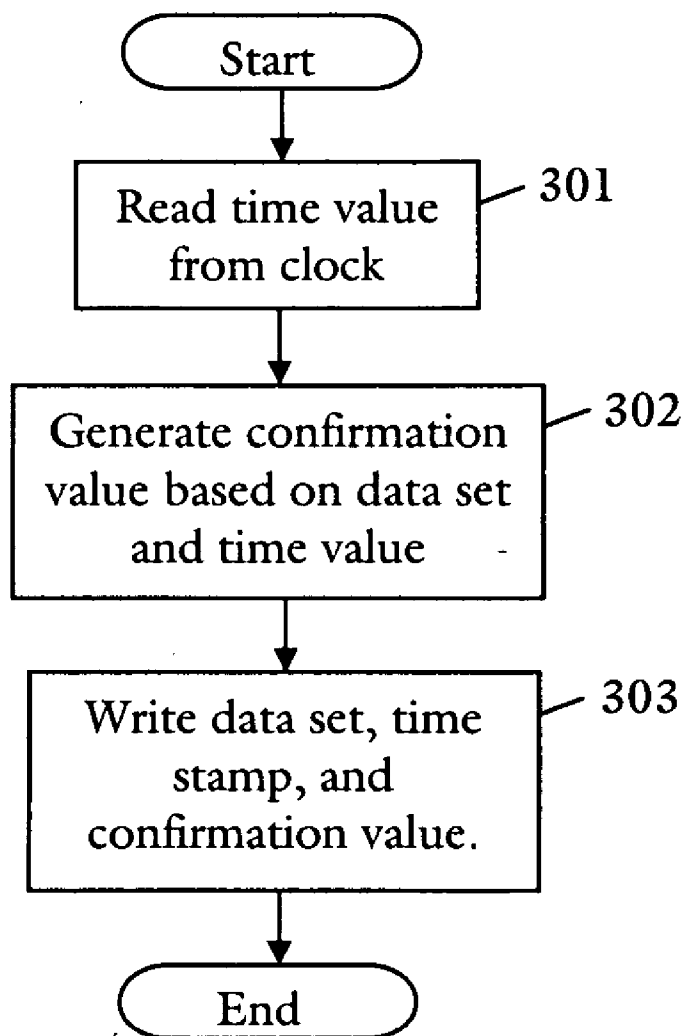 Start
Read time value
from clock
301
Generate confirmation
value based on data set
and time value
302
Write data set, time
stamp, and
confirmation value.
303
End